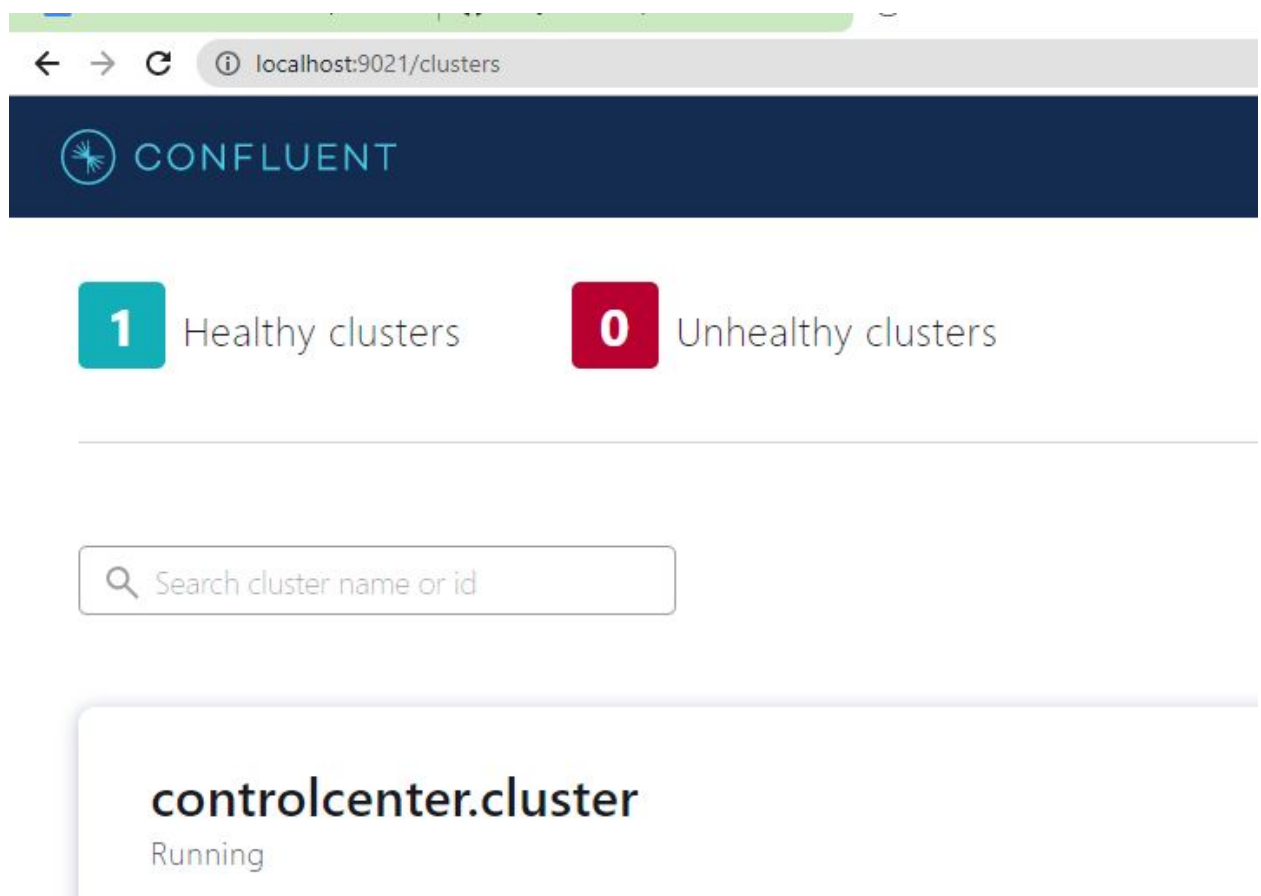 localhost:9021/clusters
CONFLUENT
1 Healthy clusters 0 Unhealthy clusters
Search cluster name or id
controlcenter.cluster
Running